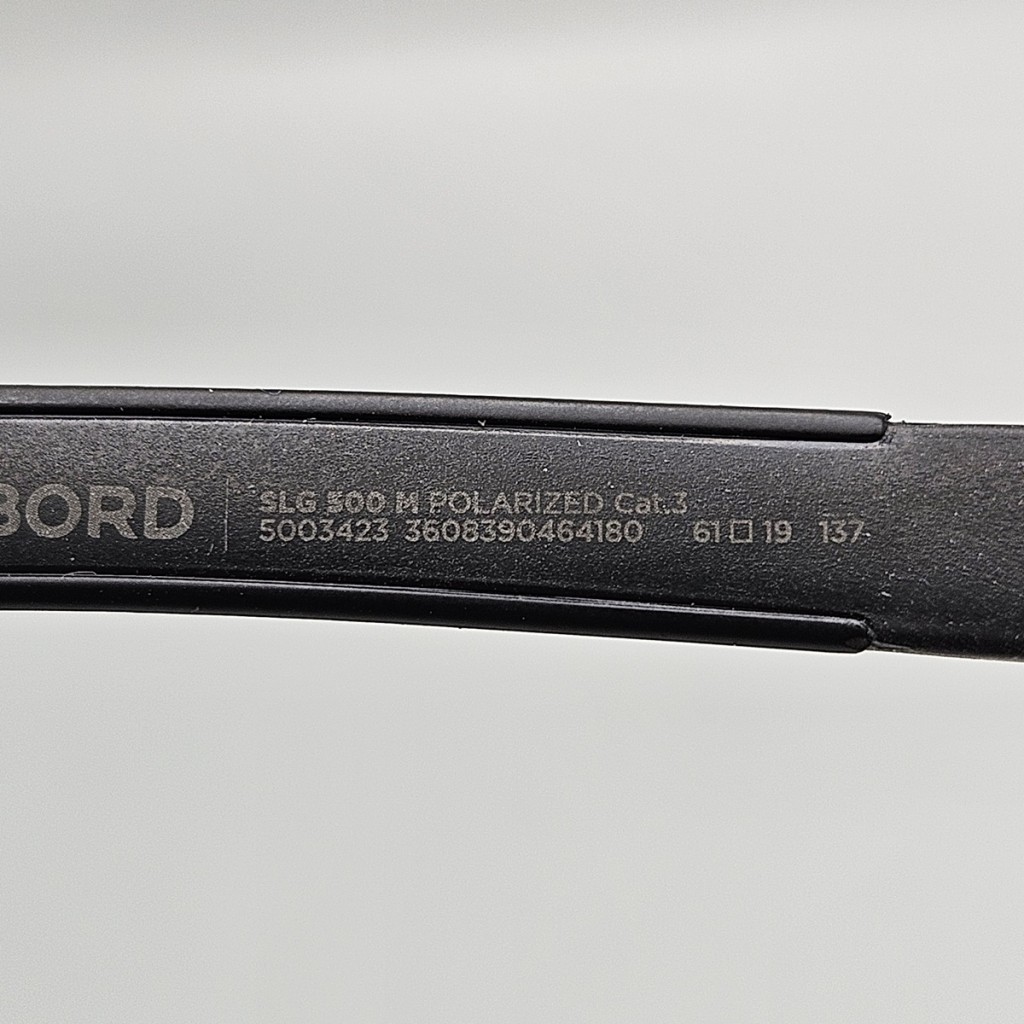 BORD
SLG 500 M POLARIZED Cat.3
5003423 3608390464180 61□19 137